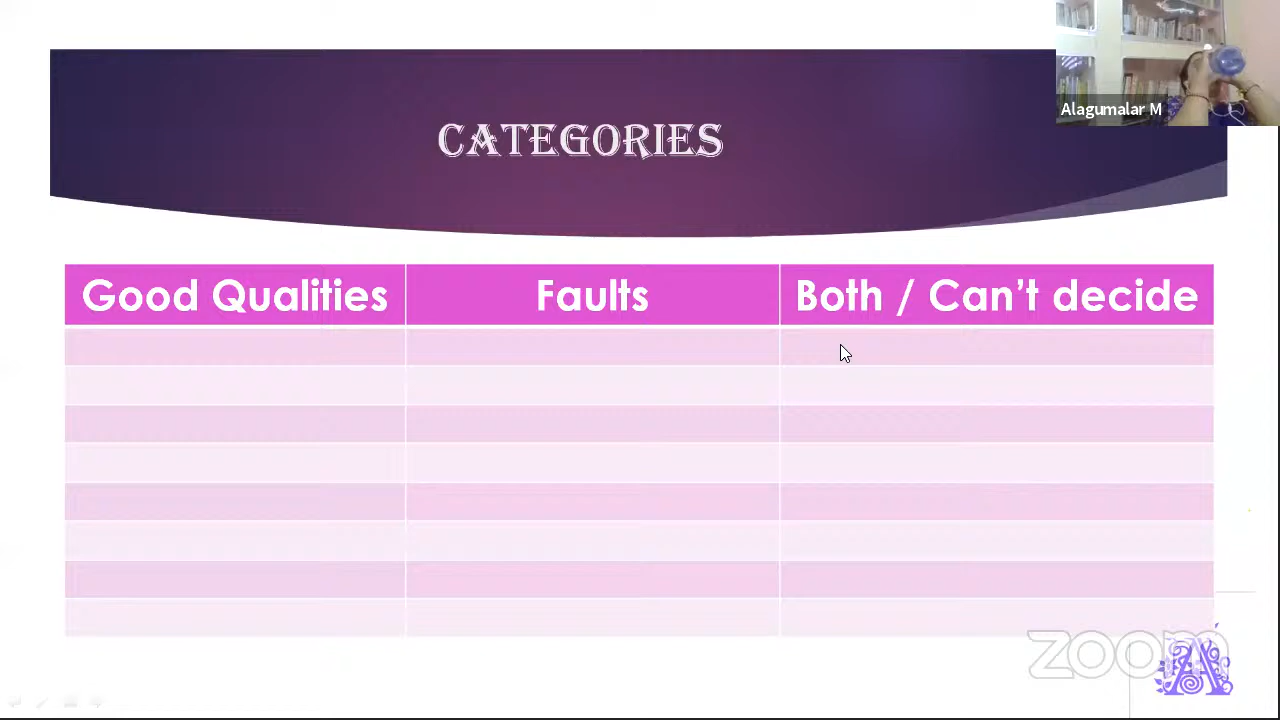 Alagumalar M
CATEGORIES
Good Qualities
Faults
Both / Can't decide
zoom
A